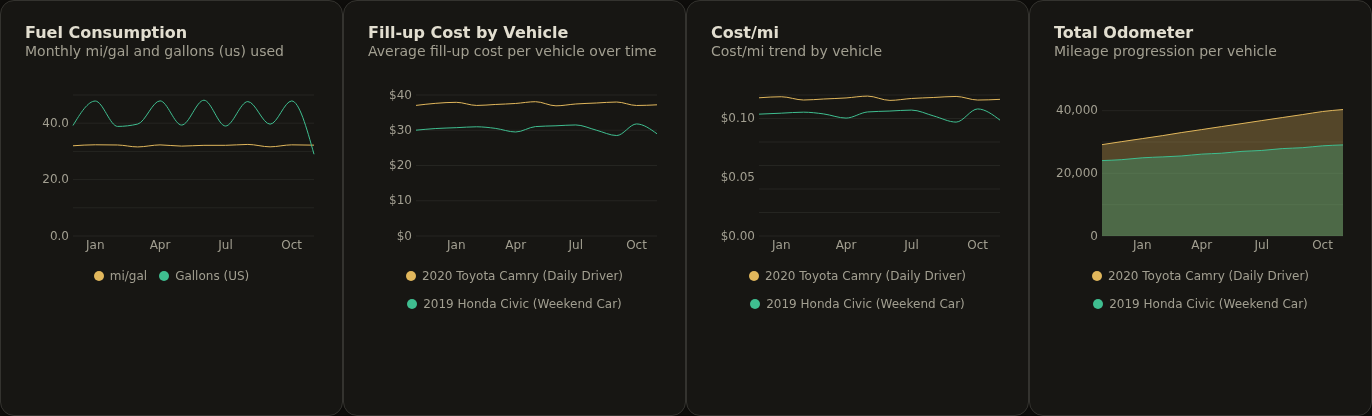 Fuel Consumption
Monthly mi/gal and gallons (us) used
40.0
20.0
0.0
Jan Apr Jul Oct
mi/gal Gallons (US)
Fill-up Cost by Vehicle
Average fill-up cost per vehicle over time
$40
$30
$20
$10
$0
Jan Apr Jul Oct
2020 Toyota Camry (Daily Driver)
2019 Honda Civic (Weekend Car)
Cost/mi
Cost/mi trend by vehicle
$0.10
$0.05
$0.00
Jan Apr Jul Oct
2020 Toyota Camry (Daily Driver)
2019 Honda Civic (Weekend Car)
Total Odometer
Mileage progression per vehicle
40,000
20,000
0
Jan Apr Jul Oct
2020 Toyota Camry (Daily Driver)
2019 Honda Civic (Weekend Car)